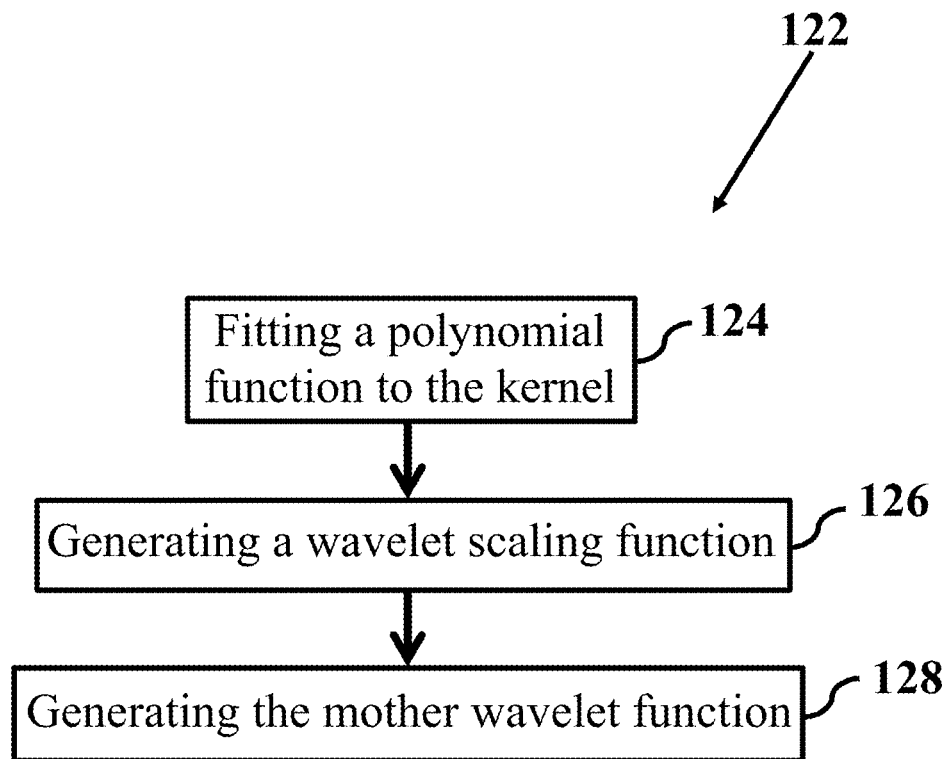 122
Fitting a polynomial
function to the kernel
124
Generating a wavelet scaling function
126
Generating the mother wavelet function
128